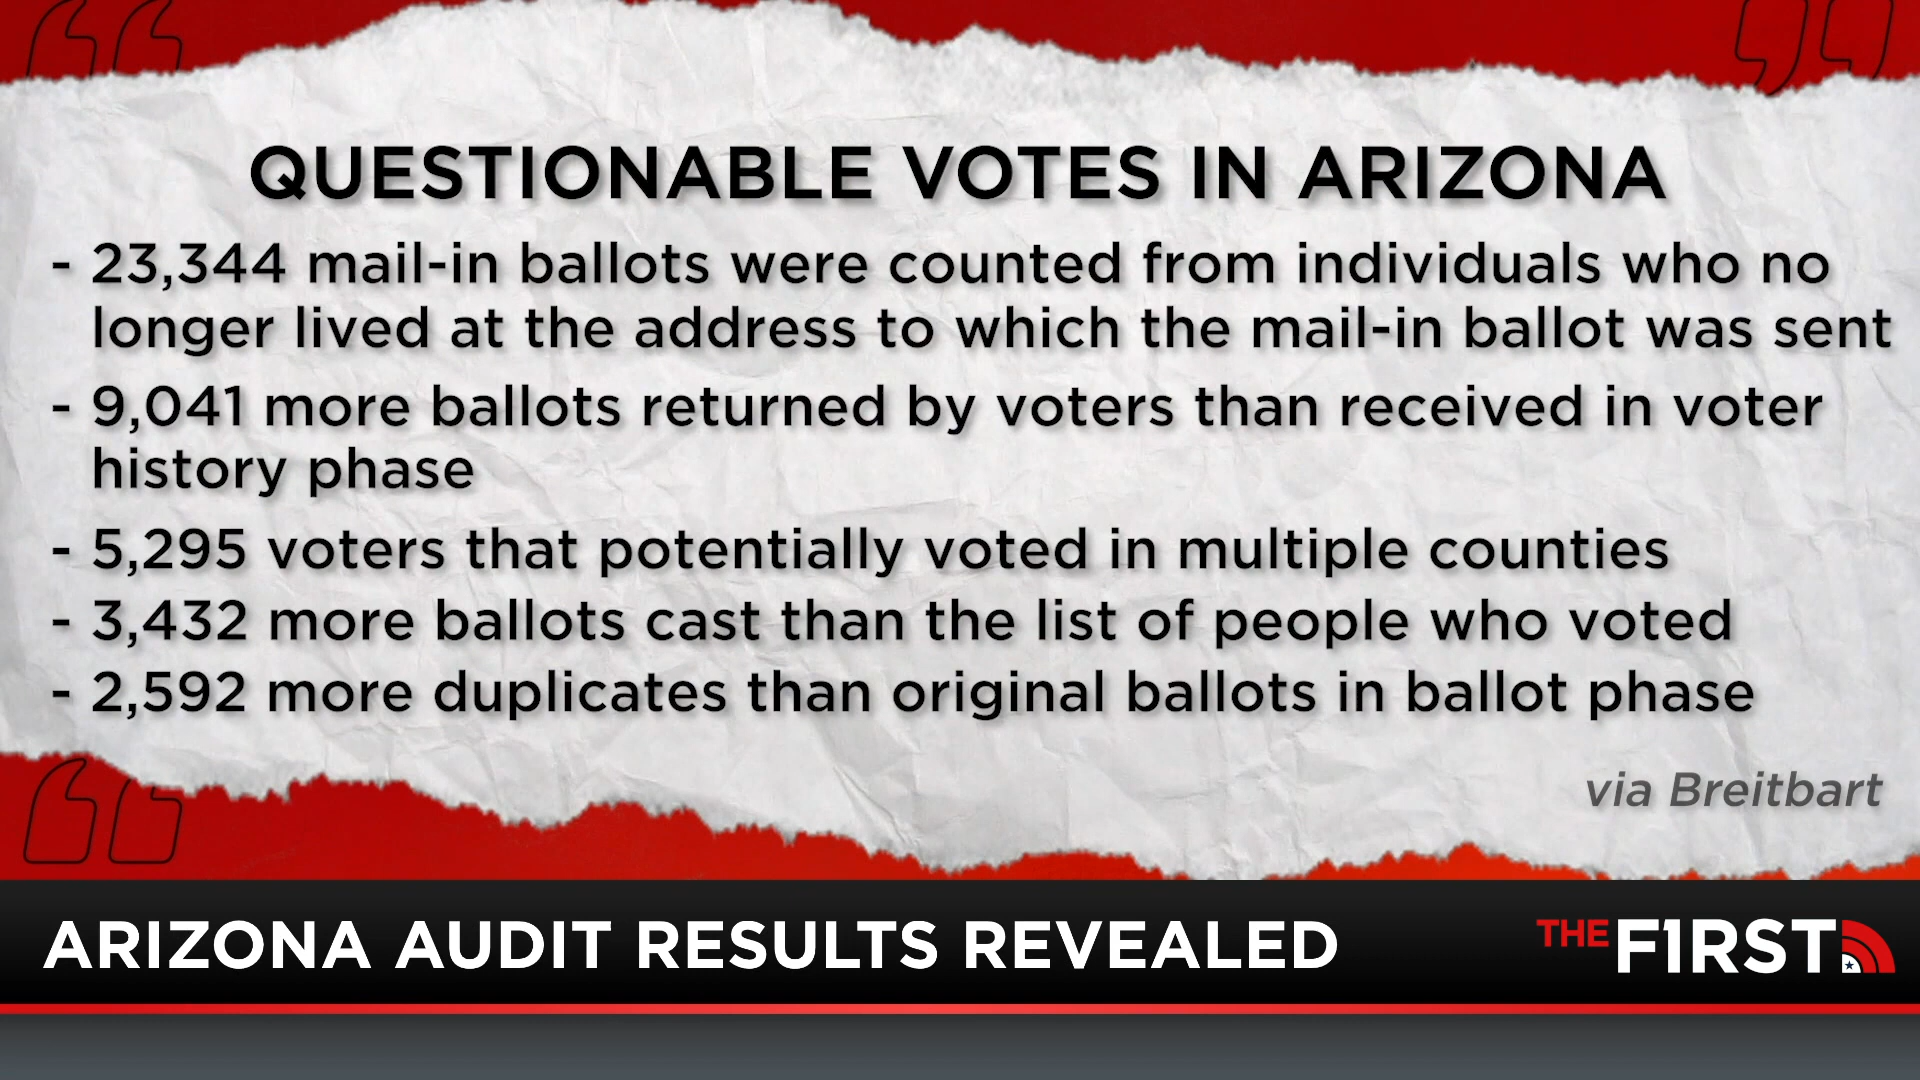 QUESTIONABLE VOTES IN ARIZONA
- 23,344 mail-in ballots were counted from individuals who no
longer lived at the address to which the mail-in ballot was sent
- 9,041 more ballots returned by voters than received in voter
history phase
- 5,295 voters that potentially voted in multiple counties
- 3,432 more ballots cast than the list of people who voted
- 2,592 more duplicates than original ballots in ballot phase
via Breitbart
ARIZONA AUDIT RESULTS REVEALED
THE F1RST